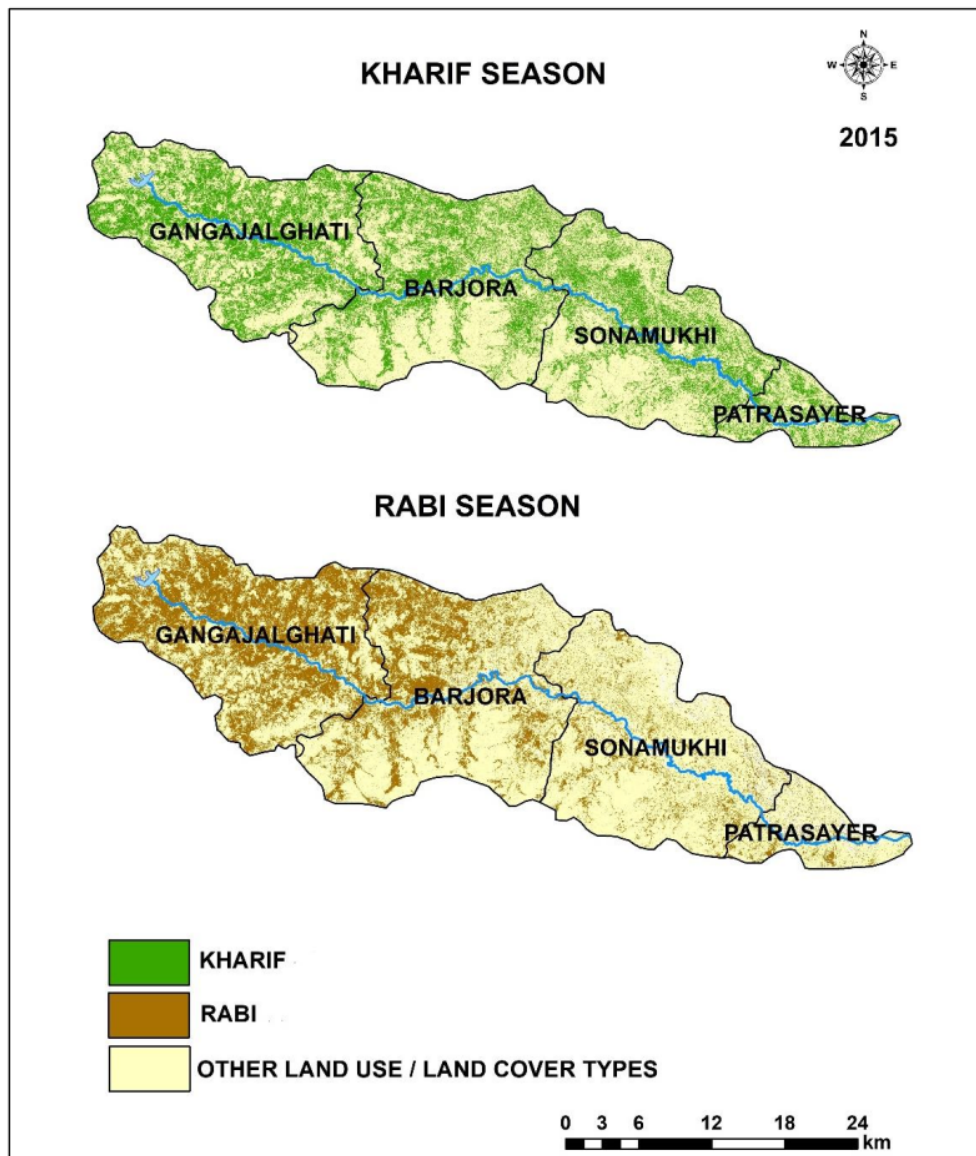 KHARIF SEASON
N
W E
S
2015
GANGAJALGHATI
BARJORA
SONAMUKHI
PATRASAYER
RABI SEASON
GANGAJALGHATI
BARJORA
SONAMUKHI
PATRASAYER
KHARIF
RABI
OTHER LAND USE / LAND COVER TYPES
0 3 6 12 18 24
km